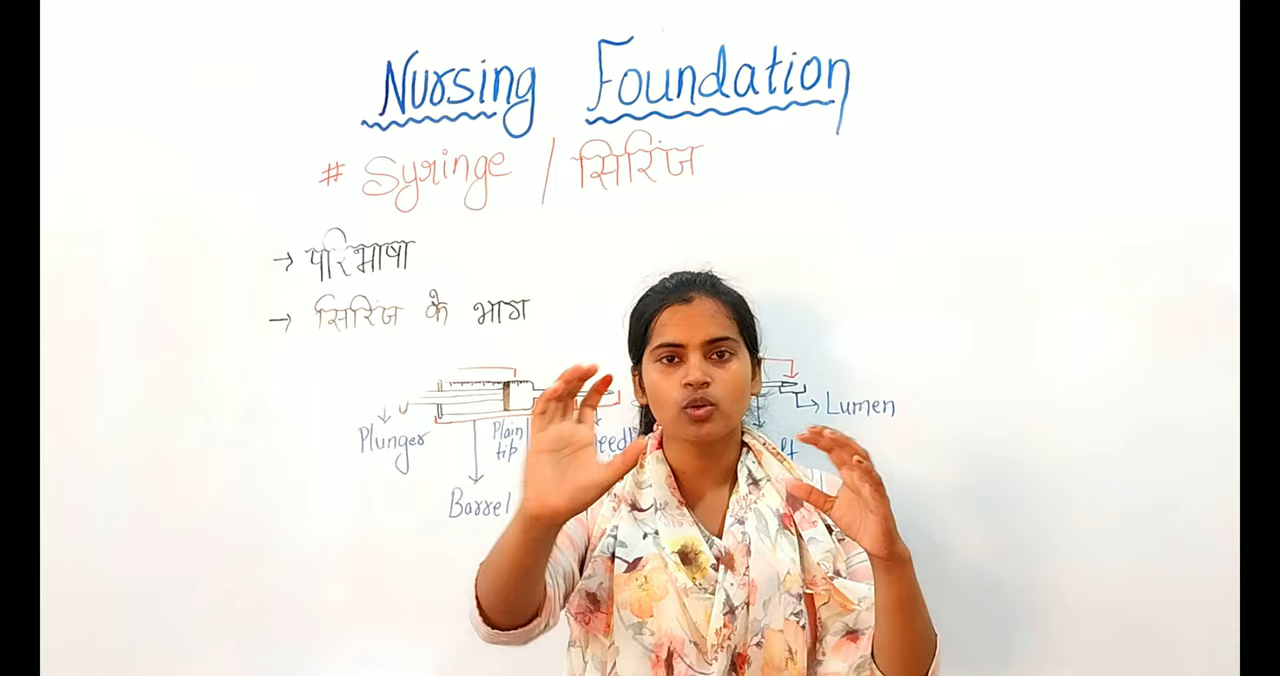 Nursing Foundation
# Syringe / सिरिंज
→ परिभाषा
→ सिरिंज के भाग
Lumen
Plunger
Plain
tip
Barrel